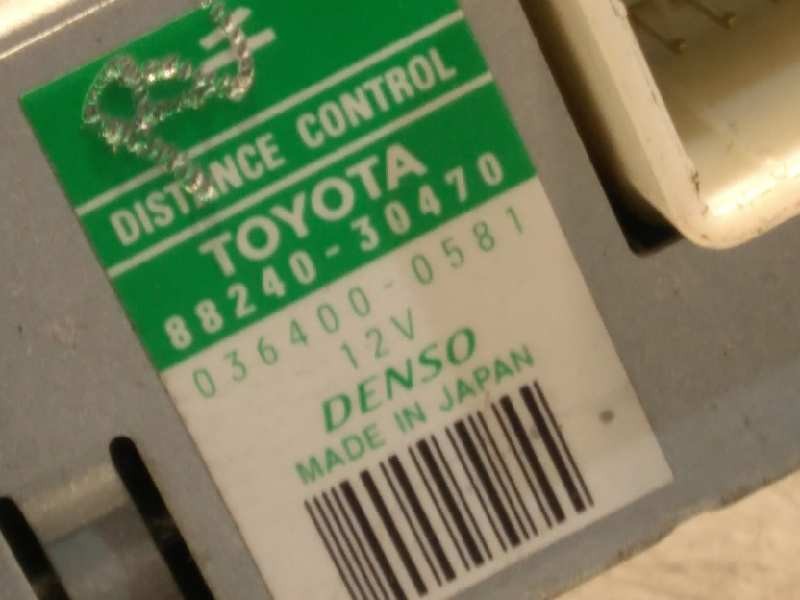 DISTANCE CONTROL
TOYOTA
88240-30470
036400-0581
12V
DENSO
MADE IN JAPAN